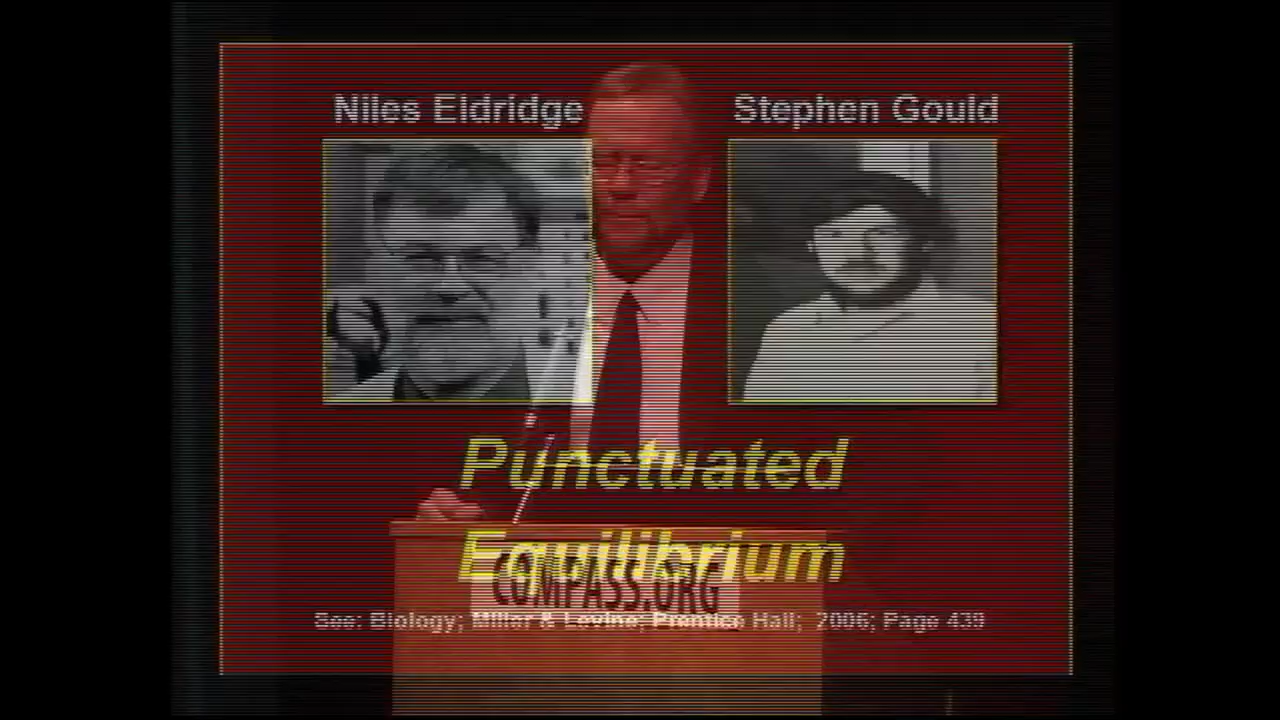 Niles Eldridge
Stephen Gould
Punctuated
Equilibrium
COMPASS.ORG
See: Biology; Miller & Levine; Prentice Hall; 2006; Page 439